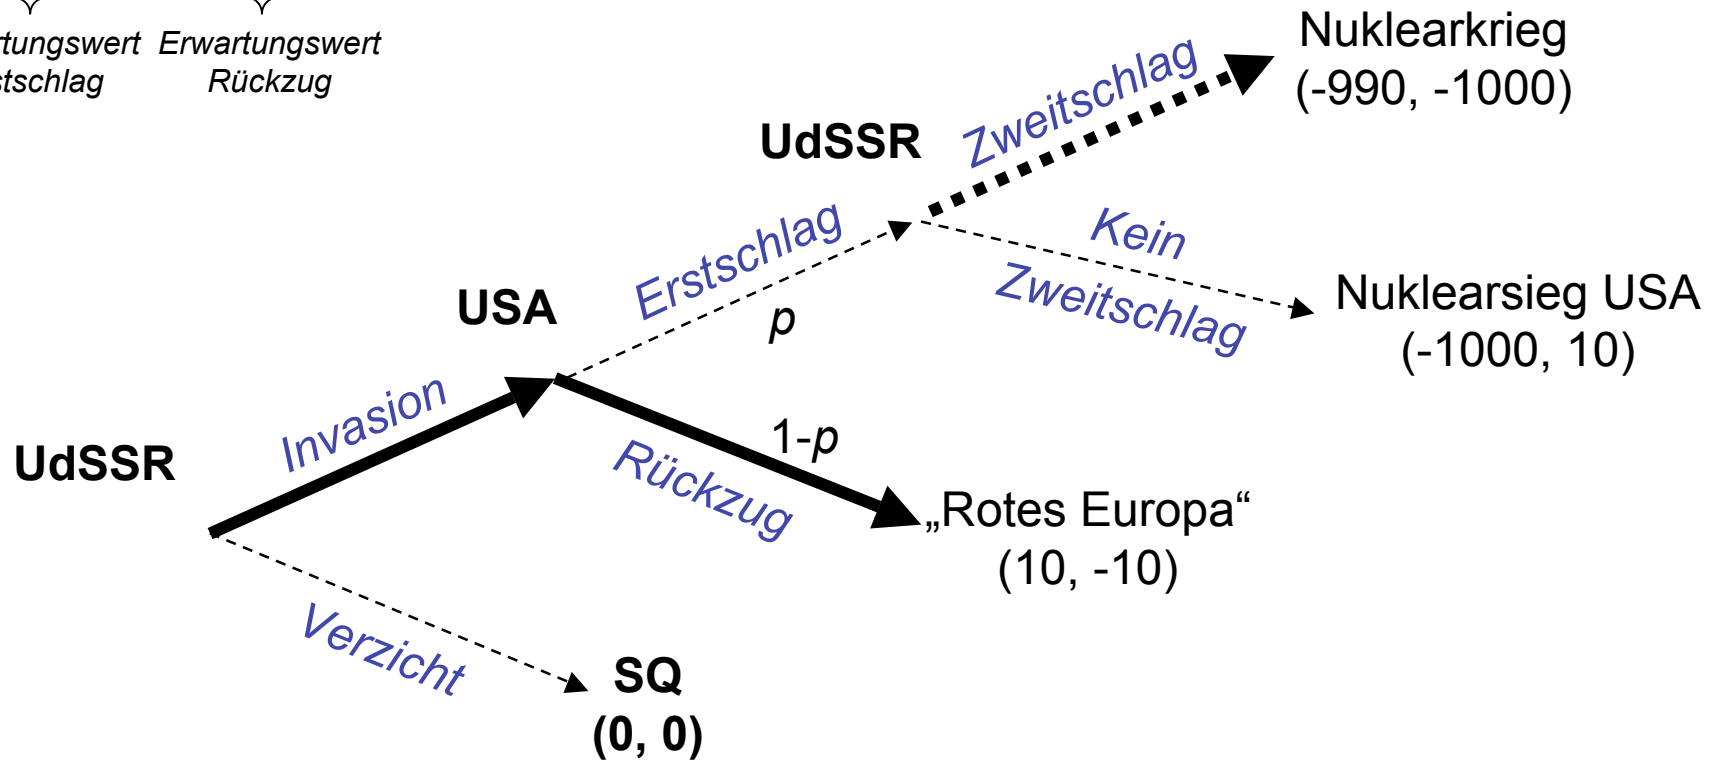 Erwartungswert
Rückzug
Nuklearkrieg
(-990, -1000)
Zweitschlag
UdSSR
Kein
Zweitschlag
Erstschlag
p
Nuklearsieg USA
(-1000, 10)
USA
Invasion
1-p
Rückzug
UdSSR
„Rotes Europa“
(10, -10)
Verzicht
SQ
(0, 0)